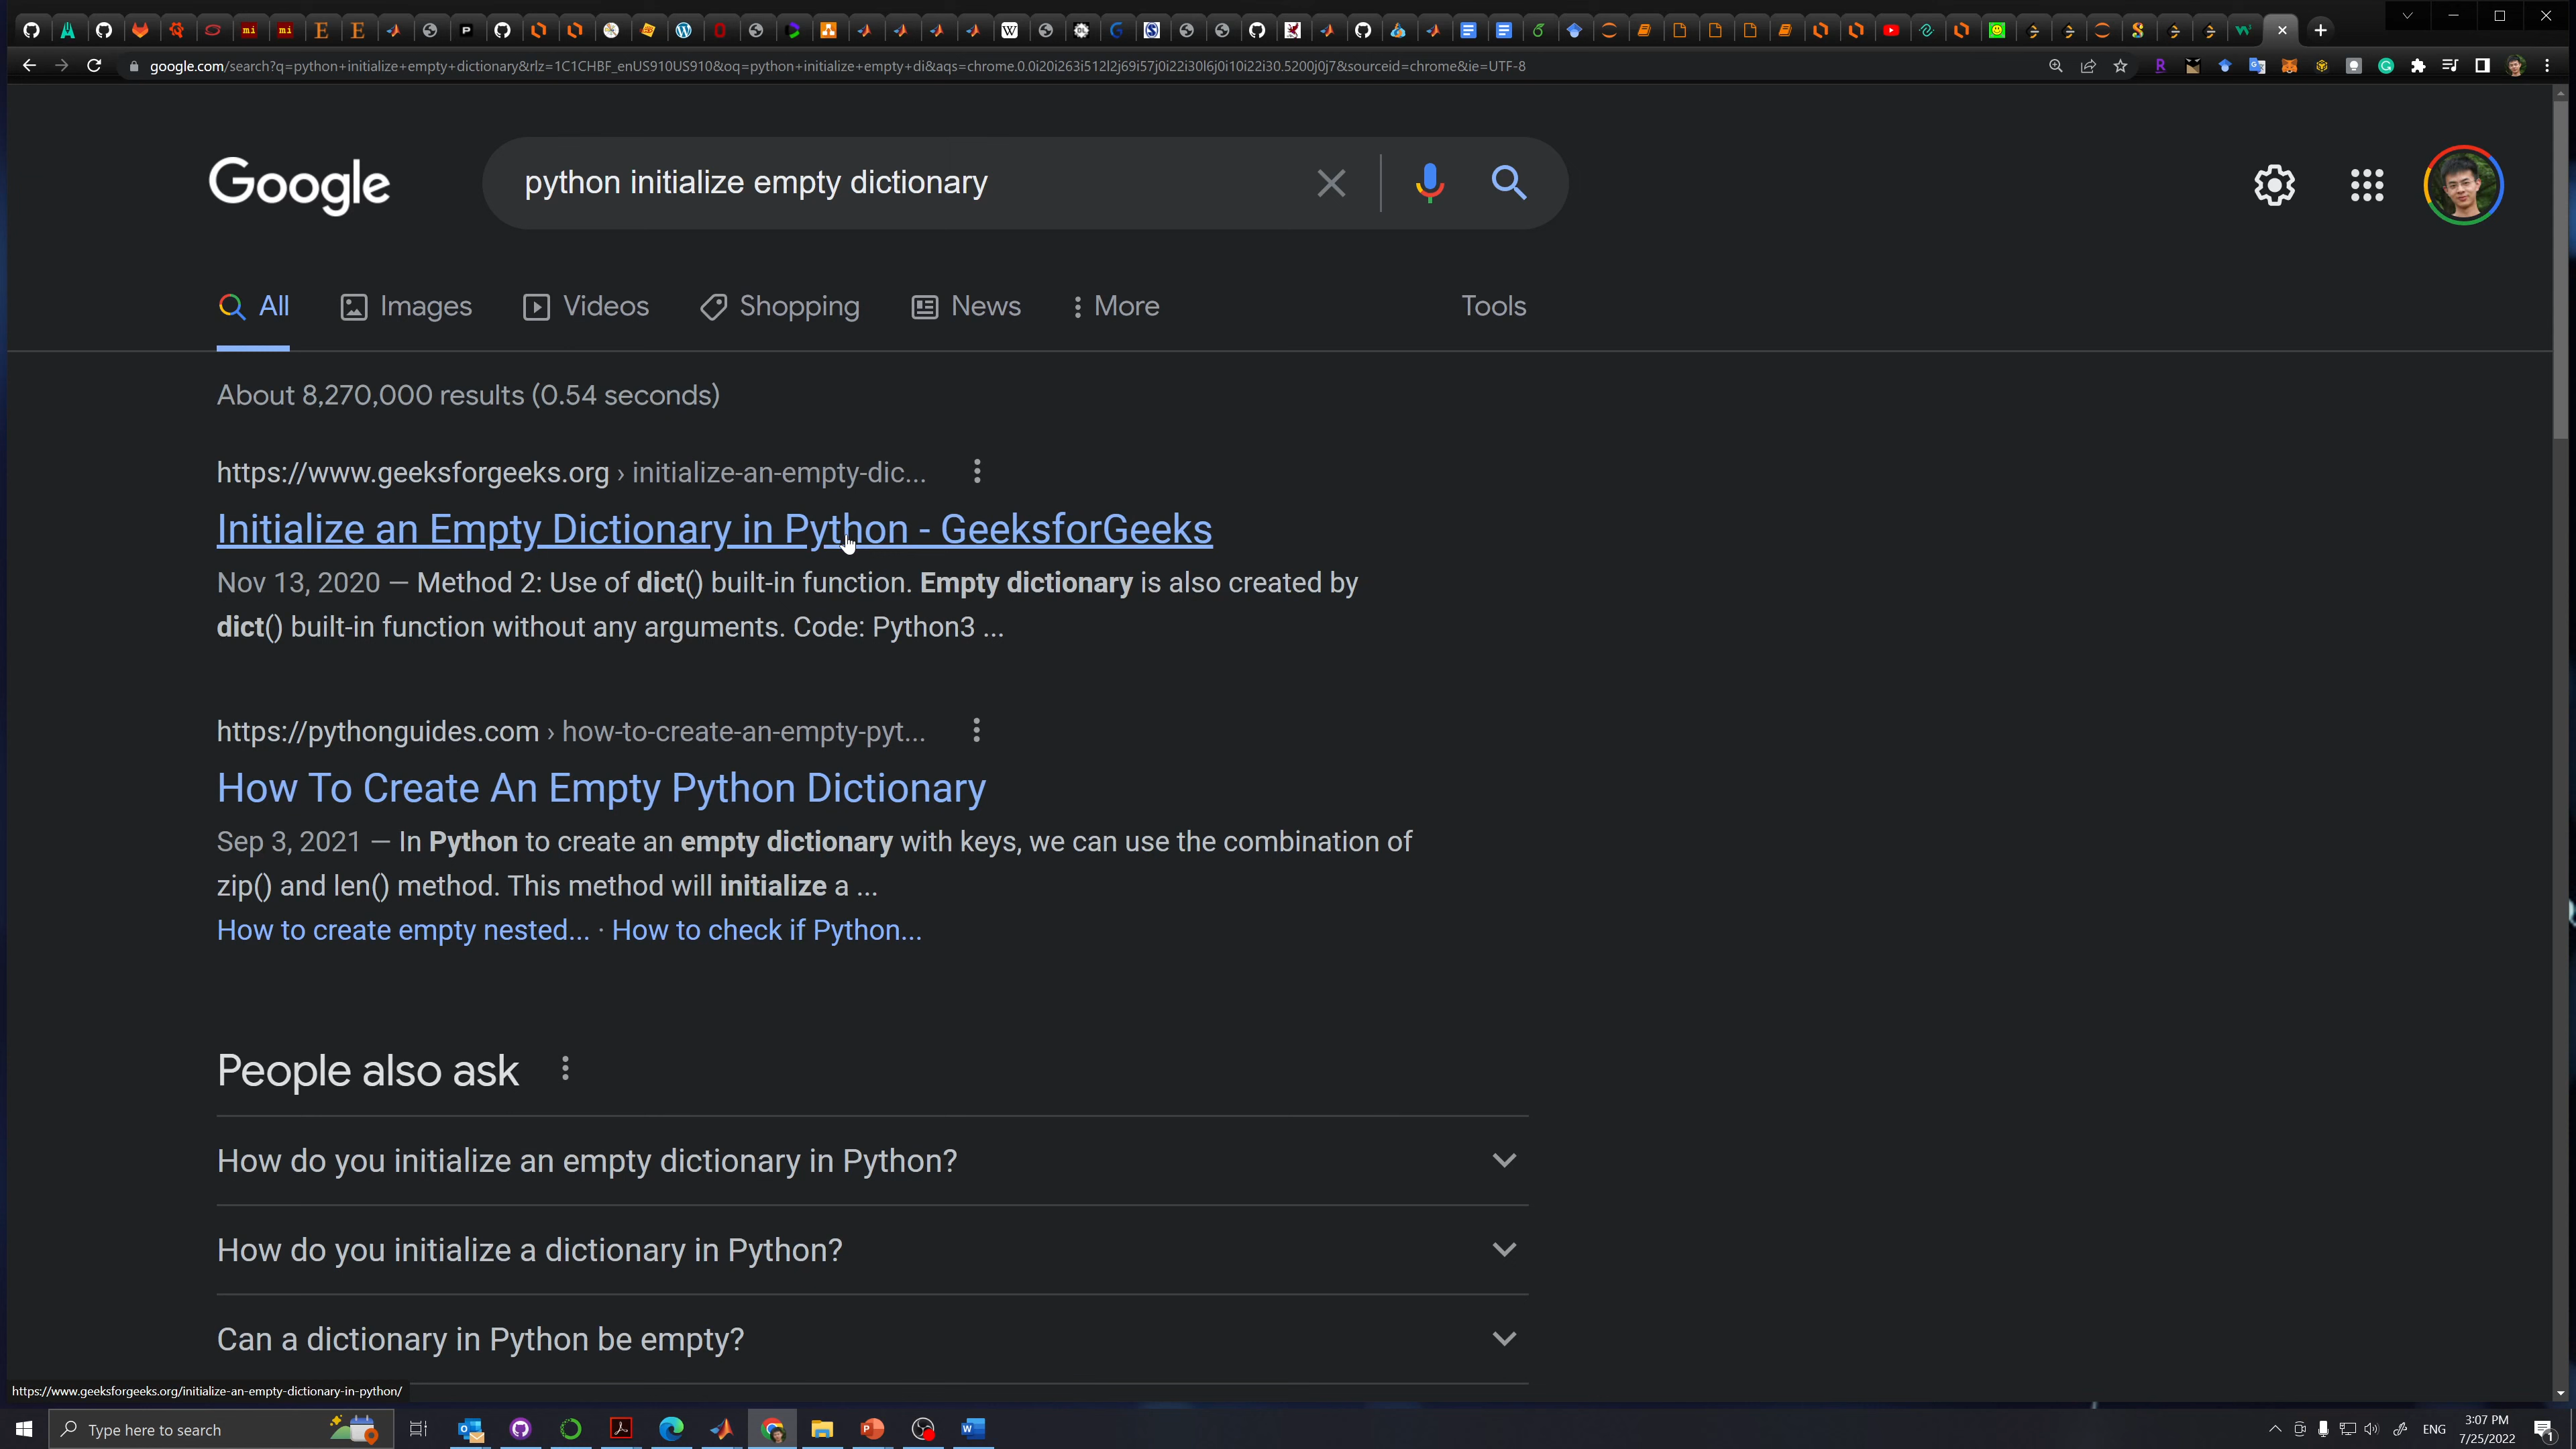 google.com/search?q=python+initialize+empty+dictionary&rlz=1C1CHBF_enUS910US910&oq=python+initialize+empty+di&aqs=chrome.0.0i20i263i512l2j69i57j0i22i30l6j0i10i22i30.5200j0j7&sourceid=chrome&ie=UTF-8
Google
python initialize empty dictionary
All Images Videos Shopping News More Tools
About 8,270,000 results (0.54 seconds)
https://www.geeksforgeeks.org › initialize-an-empty-dic...
Initialize an Empty Dictionary in Python - GeeksforGeeks
Nov 13, 2020 — Method 2: Use of dict() built-in function. Empty dictionary is also created by
dict() built-in function without any arguments. Code: Python3 ...
https://pythonguides.com › how-to-create-an-empty-pyt...
How To Create An Empty Python Dictionary
Sep 3, 2021 — In Python to create an empty dictionary with keys, we can use the combination of
zip() and len() method. This method will initialize a ...
How to create empty nested... · How to check if Python...
People also ask
How do you initialize an empty dictionary in Python?
How do you initialize a dictionary in Python?
Can a dictionary in Python be empty?
https://www.geeksforgeeks.org/initialize-an-empty-dictionary-in-python/
Type here to search
ENG
3:07 PM
7/25/2022